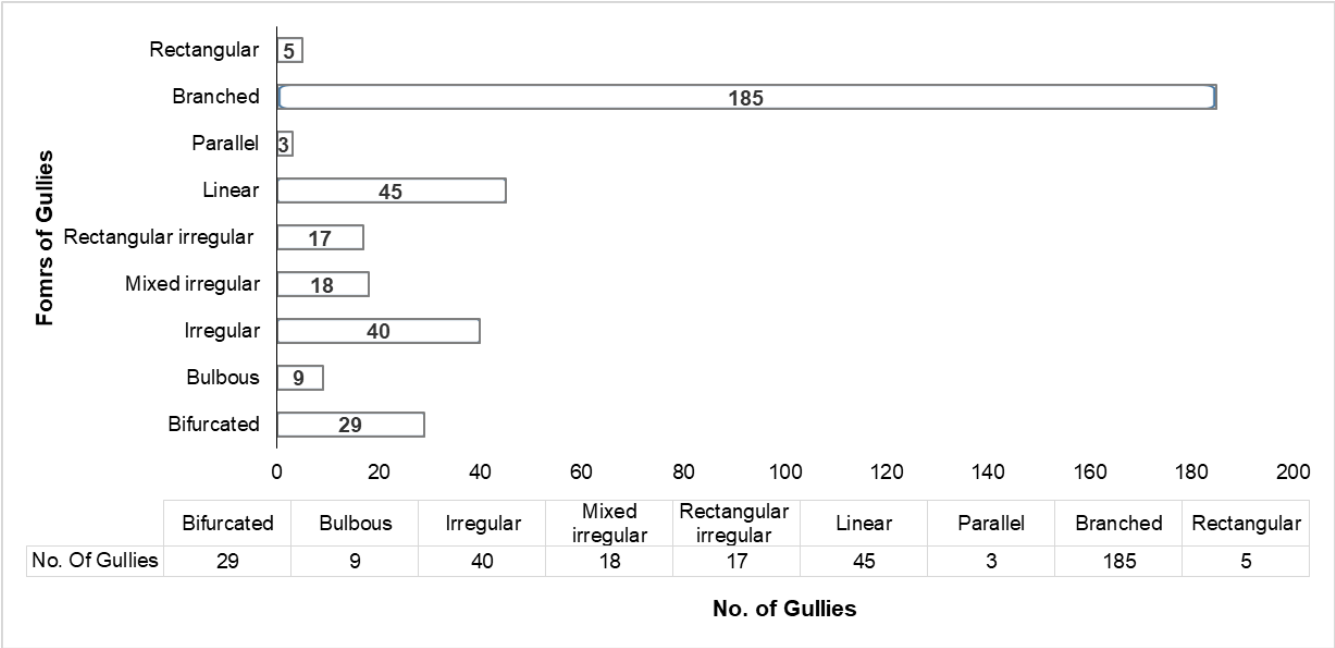 Fomrs of Gullies
Rectangular 5
Branched 185
Parallel 3
Linear 45
Rectangular irregular 17
Mixed irregular 18
Irregular 40
Bulbous 9
Bifurcated 29
0 20 40 60 80 100 120 140 160 180 200
Bifurcated Bulbous Irregular Mixed irregular Rectangular irregular Linear Parallel Branched Rectangular
No. Of Gullies 29 9 40 18 17 45 3 185 5
No. of Gullies